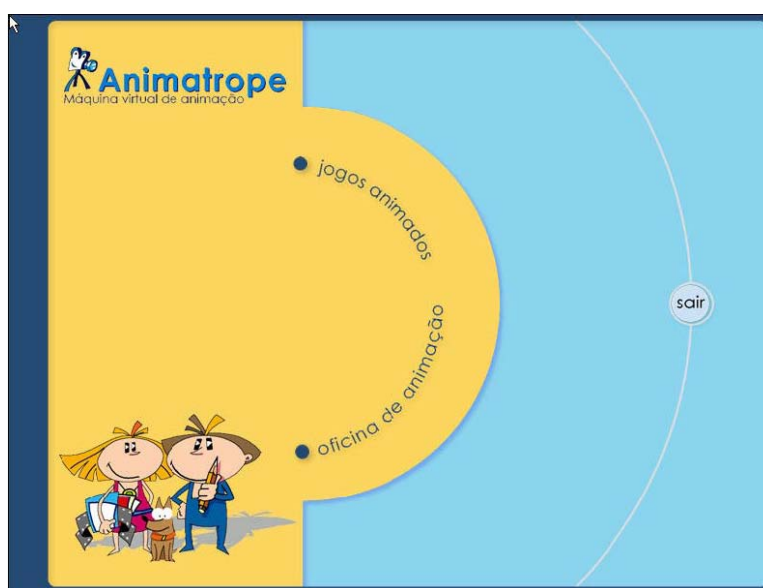 Animatrope
Máquina virtual de animação
jogos animados
sair
oficina de animação